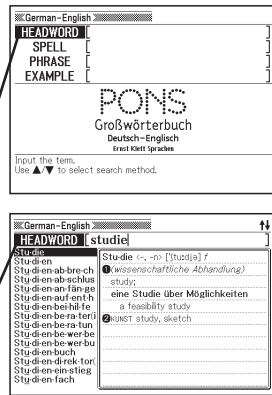 German-English
HEADWORD [ ]
SPELL [ ]
PHRASE [ ]
EXAMPLE [ ]
PONS
Großwörterbuch
Deutsch–Englisch
Ernst Klett Sprachen
Input the term.
Use ▲/▼ to select search method.
German-English
HEADWORD [studie ]
Stu·die
Stu·di·en
Stu·di·en·ab·bre·ch
Stu·di·en·ab·schlus
Stu·di·en·an·fän·ge
Stu·di·en·auf·ent·h
Stu·di·en·bei·hil·fe
Stu·di·en·be·ra·ter(i
Stu·di·en·be·ra·tun
Stu·di·en·be·wer·be
Stu·di·en·be·wer·bu
Stu·di·en·buch
Stu·di·en·di·rek·tor(
Stu·di·en·ein·stieg
Stu·di·en·fach
Stu·die <-, -n> [ˈʃtuːdi̯ə] f
❶(wissenschaftliche Abhandlung)
study;
eine Studie über Möglichkeiten
a feasibility study
❷KUNST study, sketch